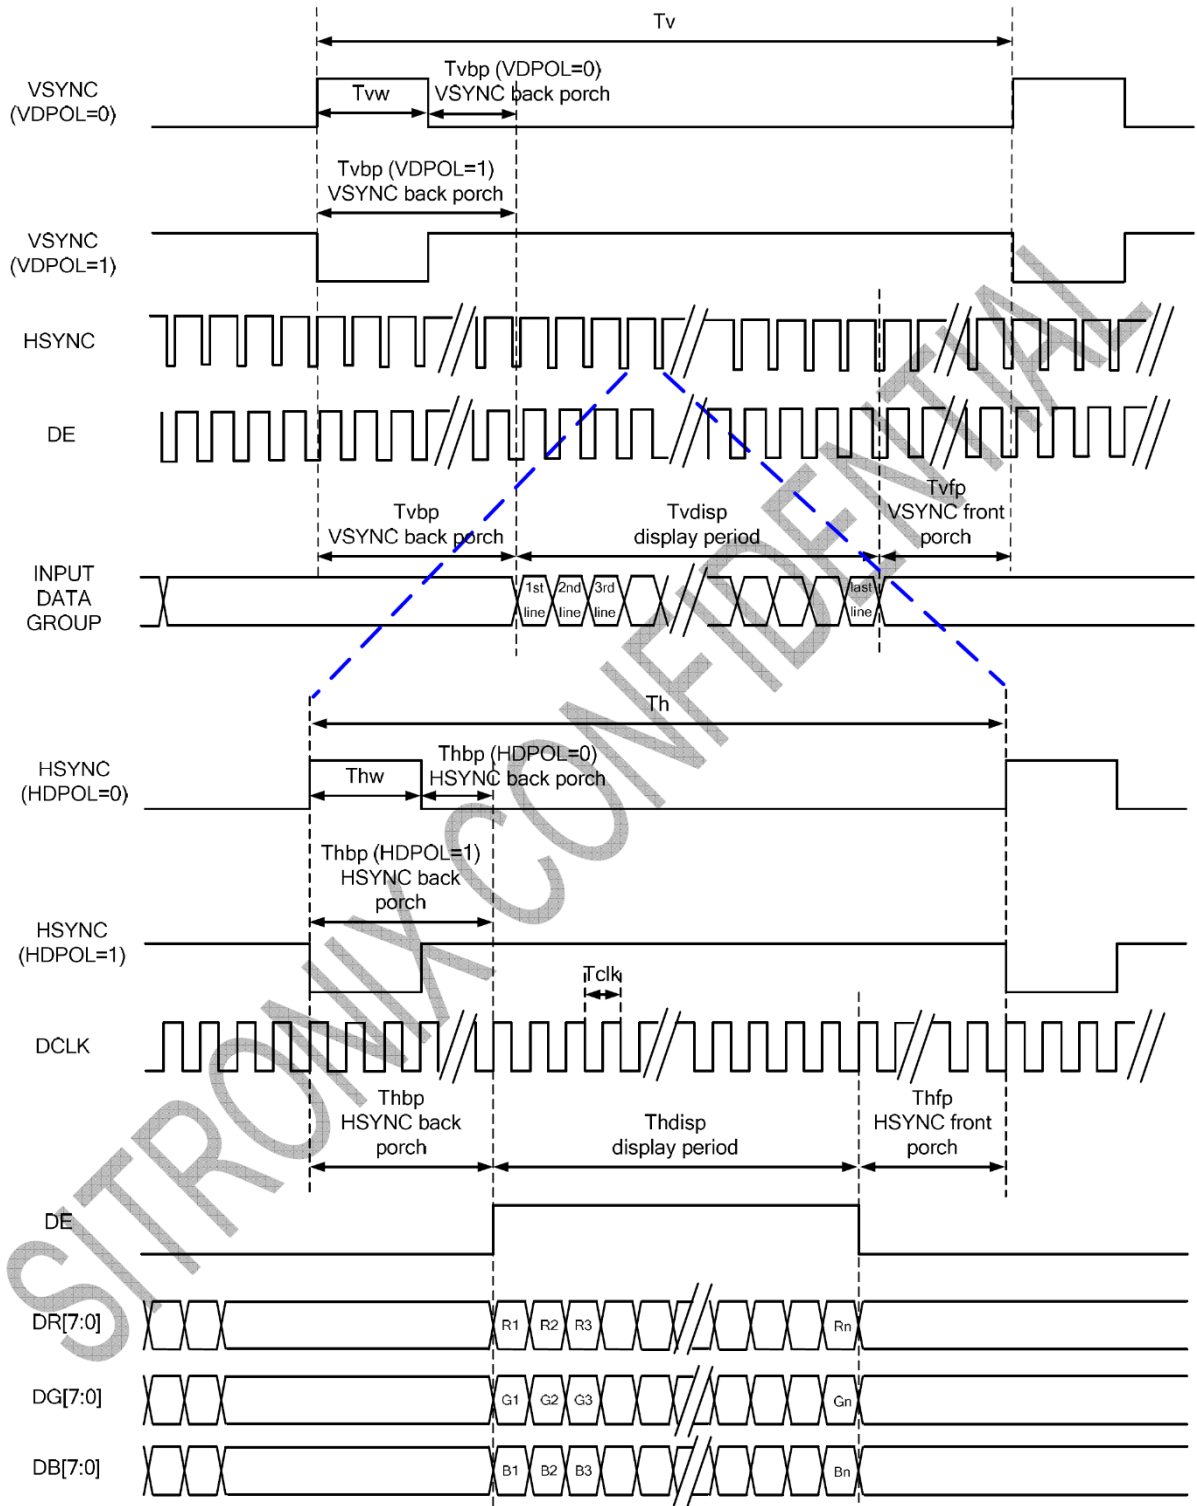 Tv
VSYNC
(VDPOL=0)
Tvw
Tvbp (VDPOL=0)
VSYNC back porch
Tvbp (VDPOL=1)
VSYNC back porch
VSYNC
(VDPOL=1)
HSYNC
DE
Tvbp
VSYNC back porch
Tvdisp
display period
Tvfp
VSYNC front
porch
INPUT
DATA
GROUP
1st
line
2nd
line
3rd
line
last
line
Th
HSYNC
(HDPOL=0)
Thw
Thbp (HDPOL=0)
HSYNC back porch
Thbp (HDPOL=1)
HSYNC back
porch
HSYNC
(HDPOL=1)
Tclk
DCLK
Thbp
HSYNC back
porch
Thdisp
display period
Thfp
HSYNC front
porch
DE
DR[7:0]
R1
R2
R3
Rn
DG[7:0]
G1
G2
G3
Gn
DB[7:0]
B1
B2
B3
Bn
SITRONIX CONFIDENTIAL